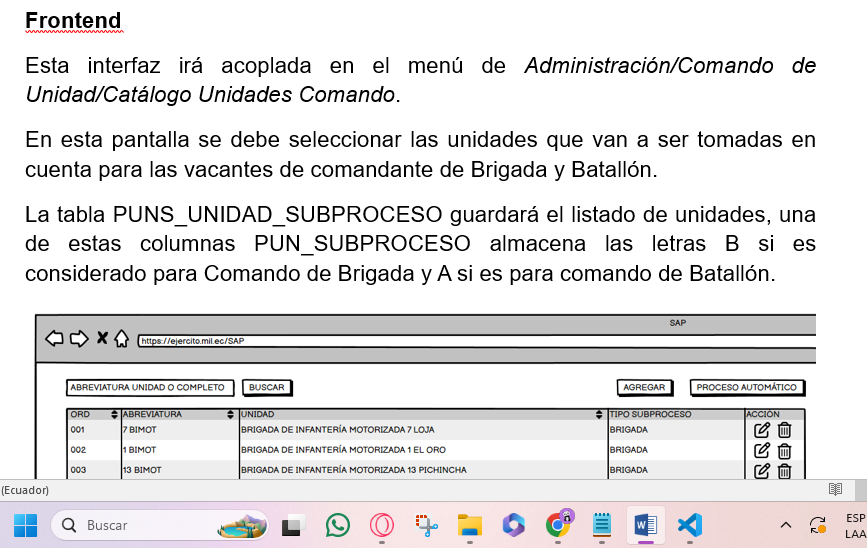 Frontend
Esta interfaz irá acoplada en el menú de Administración/Comando de
Unidad/Catálogo Unidades Comando.
En esta pantalla se debe seleccionar las unidades que van a ser tomadas en
cuenta para las vacantes de comandante de Brigada y Batallón.
La tabla PUNS_UNIDAD_SUBPROCESO guardará el listado de unidades, una
de estas columnas PUN_SUBPROCESO almacena las letras B si es
considerado para Comando de Brigada y A si es para comando de Batallón.
SAP
https://ejercito.mil.ec/SAP
ABREVIATURA UNIDAD O COMPLETO BUSCAR AGREGAR PROCESO AUTOMÁTICO
ORD ABREVIATURA UNIDAD TIPO SUBPROCESO ACCIÓN
001 7 BIMOT BRIGADA DE INFANTERÍA MOTORIZADA 7 LOJA BRIGADA
002 1 BIMOT BRIGADA DE INFANTERÍA MOTORIZADA 1 EL ORO BRIGADA
003 13 BIMOT BRIGADA DE INFANTERÍA MOTORIZADA 13 PICHINCHA BRIGADA
(Ecuador)
Buscar
ESP
LAA